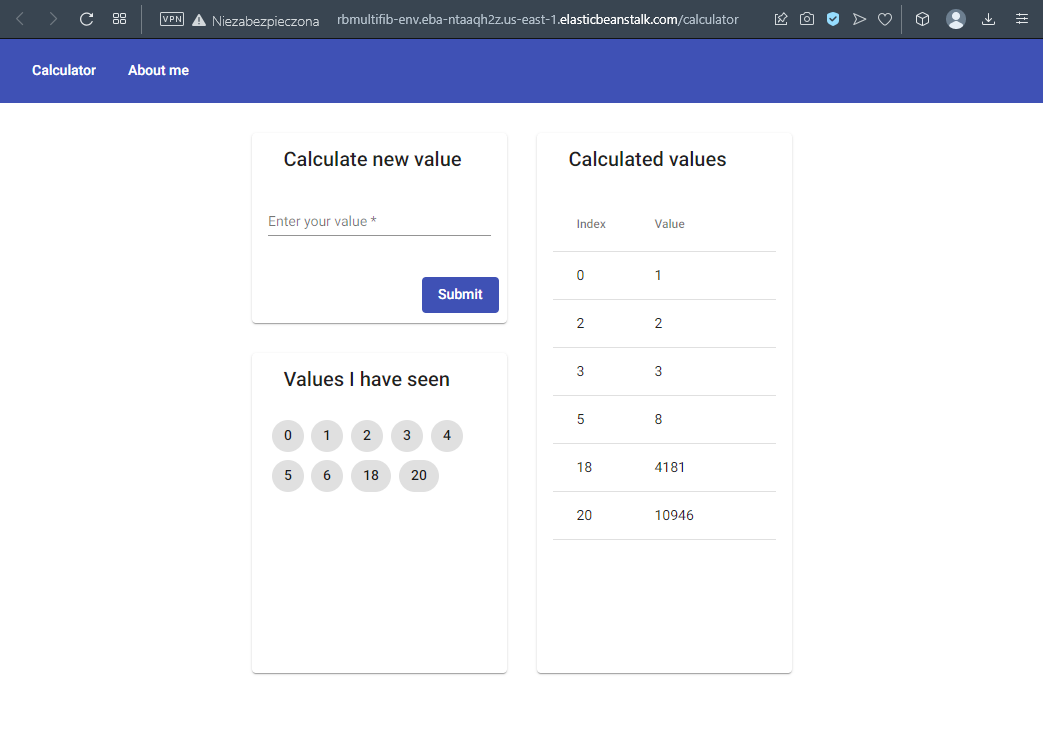 VPN Niezabezpieczona rbmultifib-env.eba-ntaaqh2z.us-east-1.elasticbeanstalk.com/calculator
Calculator About me
Calculate new value
Enter your value *
Submit
Values I have seen
0 1 2 3 4
5 6 18 20
Calculated values
Index Value
0 1
2 2
3 3
5 8
18 4181
20 10946